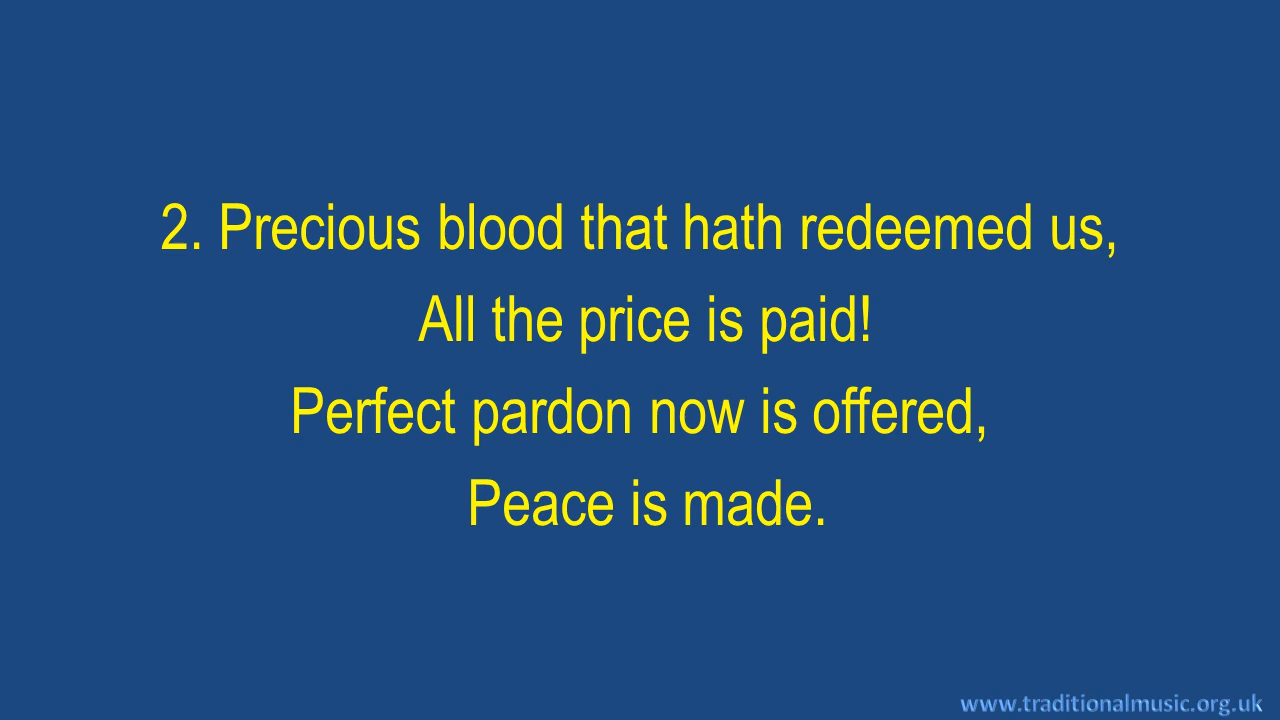 2. Precious blood that hath redeemed us,
All the price is paid!
Perfect pardon now is offered,
Peace is made.
www.traditionalmusic.org.uk